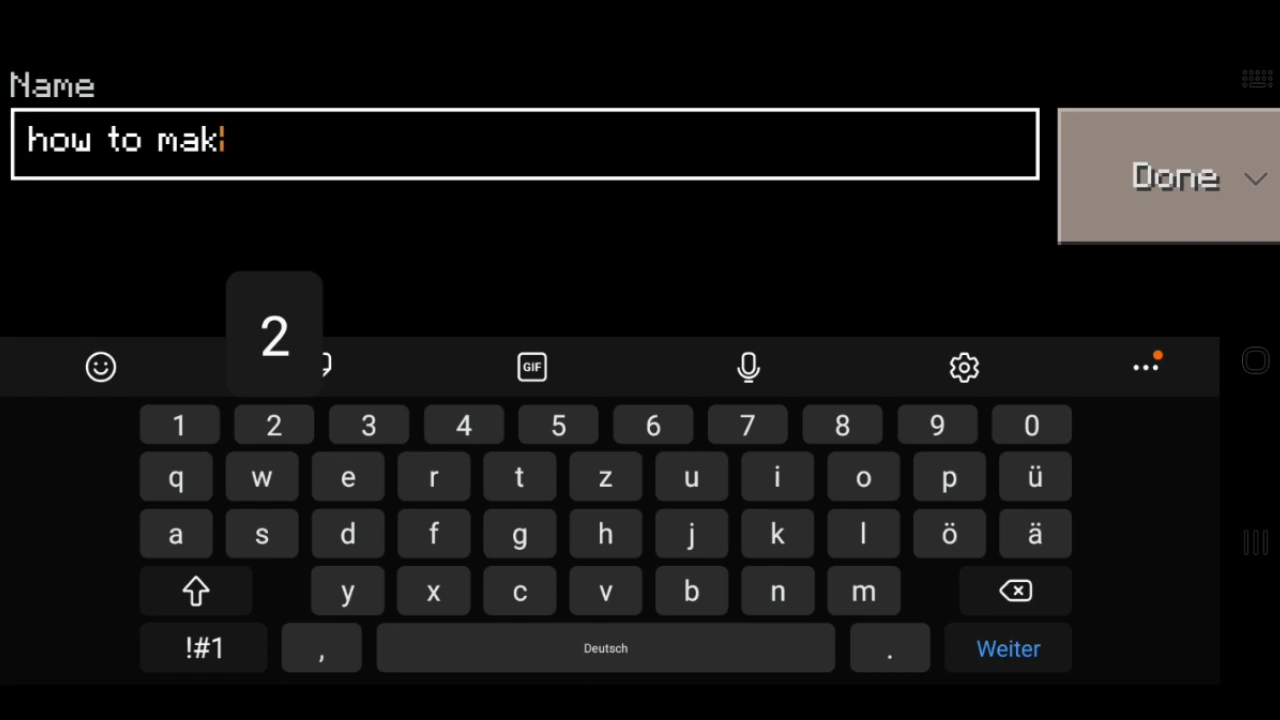 Name
how to mak
Done
2
GIF
1 2 3 4 5 6 7 8 9 0
q w e r t z u i o p ü
a s d f g h j k l ö ä
y x c v b n m
!#1 , Deutsch . Weiter